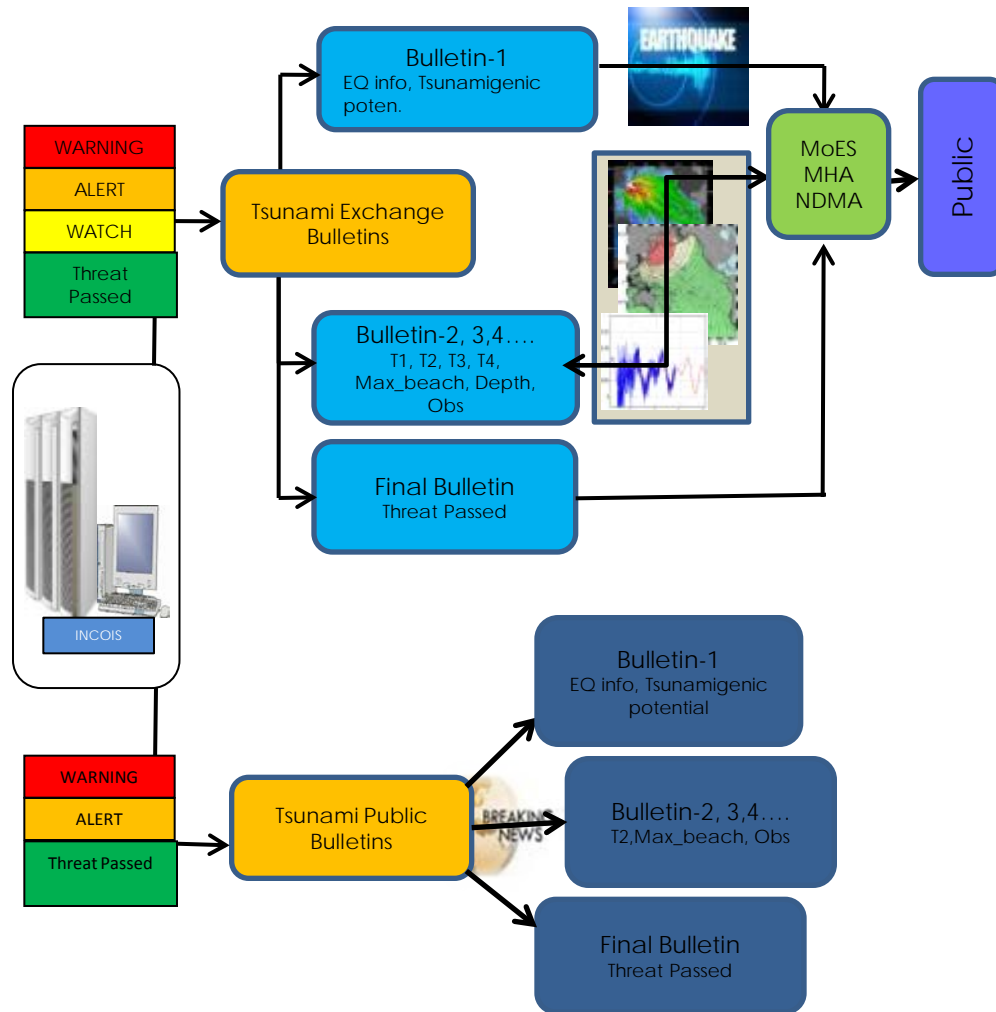 EARTHQUAKE
Bulletin-1
EQ info, Tsunamigenic
poten.
WARNING
ALERT
WATCH
Threat
Passed
Tsunami Exchange
Bulletins
MoES
MHA
NDMA
Public
Bulletin-2, 3,4....
T1, T2, T3, T4,
Max_beach, Depth,
Obs
Final Bulletin
Threat Passed
INCOIS
Bulletin-1
EQ info, Tsunamigenic
potential
WARNING
ALERT
Threat Passed
Tsunami Public
Bulletins
BREAKING
NEWS
Bulletin-2, 3,4....
T2,Max_beach, Obs
Final Bulletin
Threat Passed